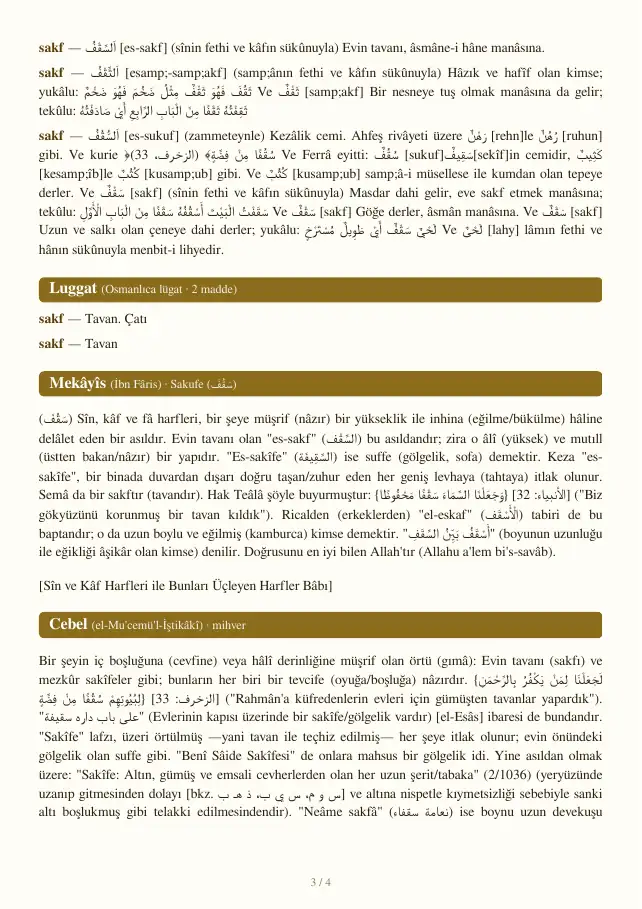 sakf — اَلسَّقْفُ [es-sakf] (sînin fethi ve kâfın sükûnuyla) Evin tavanı, âsmâne-i hâne manâsına.
sakf — اَلثَّقْفُ [esamp;-samp;akf] (samp;ânın fethi ve kâfın sükûnuyla) Hâzık ve hafîf olan kimse;
yukâlu: ثَقُفَ فَهُوَ ثَقْفٌ مِثْلُ ضَخُمَ فَهُوَ ضَخْمٌ Ve ثَقْفٌ [samp;akf] Bir nesneye tuş olmak manâsına da gelir;
tekûlu: ثَقِفْتُهُ ثَقْفًا مِنَ الْبَابِ الرَّابِعِ أَيْ صَادَفْتُهُ
sakf — اَلسُّقُفُ [es-sukuf] (zammeteynle) Kezâlik cemi. Ahfeş rivâyeti üzere رَهْنٌ [rehn]le رُهُنٌ [ruhun]
gibi. Ve kurie ﴿سُقُفًا مِنْ فِضَّةٍ﴾ (الزخرف، 33) Ve Ferrâ eyitti: سُقُفٌ [sukuf]سَقِيفٌ[sekîf]in cemidir, كَثِيبٌ
[kesamp;îb]le كُثُبٌ [kusamp;ub] gibi. Ve كُثُبٌ [kusamp;ub] samp;â-i müsellese ile kumdan olan tepeye
derler. Ve سَقْفٌ [sakf] (sînin fethi ve kâfın sükûnuyla) Masdar dahi gelir, eve sakf etmek manâsına;
tekûlu: سَقَفْتُ الْبَيْتَ أَسْقُفُهُ سَقْفًا مِنَ الْبَابِ الْأَوَّلِ Ve سَقْفٌ [sakf] Göğe derler, âsmân manâsına. Ve سَقْفٌ [sakf]
Uzun ve salkı olan çeneye dahi derler; yukâlu: لَحْيٌ سَقْفٌ أَيْ طَوِيلٌ مُسْتَرْخٍ Ve لَحْيٌ [lahy] lâmın fethi ve
hânın sükûnuyla menbit-i lihyedir.
Luggat (Osmanlıca lügat · 2 madde)
sakf — Tavan. Çatı
sakf — Tavan
Mekâyîs (İbn Fâris) · Sakufe (سَقُفَ)
(سَقُفَ) Sîn, kâf ve fâ harfleri, bir şeye müşrif (nâzır) bir yükseklik ile inhina (eğilme/bükülme) hâline
delâlet eden bir asıldır. Evin tavanı olan "es-sakf" (السَّقْف) bu asıldandır; zira o âlî (yüksek) ve mutıll
(üstten bakan/nâzır) bir yapıdır. "Es-sakîfe" (السَّقِيفَة) ise suffe (gölgelik, sofa) demektir. Keza "es-
sakîfe", bir binada duvardan dışarı doğru taşan/zuhur eden her geniş levhaya (tahtaya) itlak olunur.
Semâ da bir sakftır (tavandır). Hak Teâlâ şöyle buyurmuştur: {وَجَعَلْنَا السَّمَاءَ سَقْفًا مَحْفُوظًا} [الأنبياء: 32] ("Biz
gökyüzünü korunmuş bir tavan kıldık"). Ricalden (erkeklerden) "el-eskaf" (الْأَسْقَف) tabiri de bu
baptandır; o da uzun boylu ve eğilmiş (kamburca) kimse demektir. "أَسْقَفُ بَيِّنُ السَّقَفِ" (boyunun uzunluğu
ile eğikliği âşikâr olan kimse) denilir. Doğrusunu en iyi bilen Allah'tır (Allahu a'lem bi's-savâb).
[Sîn ve Kâf Harfleri ile Bunları Üçleyen Harfler Bâbı]
Cebel (el-Mu'cemü'l-İştikâkî) · mihver
Bir şeyin iç boşluğuna (cevfine) veya hâlî derinliğine müşrif olan örtü (gımâ): Evin tavanı (sakfı) ve
mezkûr sakîfeler gibi; bunların her biri bir tevcife (oyuğa/boşluğa) nâzırdır. {لَجَعَلْنَا لِمَنْ يَكْفُرُ بِالرَّحْمَنِ
لِبُيُوتِهِمْ سُقُفًا مِنْ فِضَّةٍ} [الزخرف: 33] ("Rahmân'a küfredenlerin evleri için gümüşten tavanlar yapardık").
"على باب داره سقيفة" (Evlerinin kapısı üzerinde bir sakîfe/gölgelik vardır) [el-Esâs] ibaresi de bundandır.
"Sakîfe" lafzı, üzeri örtülmüş —yani tavan ile teçhiz edilmiş— her şeye itlak olunur; evin önündeki
gölgelik olan suffe gibi. "Benî Sâide Sakîfesi" de onlara mahsus bir gölgelik idi. Yine asıldan olmak
üzere: "Sakîfe: Altın, gümüş ve emsali cevherlerden olan her uzun şerit/tabaka" (2/1036) (yeryüzünde
uzanıp gitmesinden dolayı [bkz. س و م، س ي ب، ذ هـ ب] ve altına nispetle kıymetsizliği sebebiyle sanki
altı boşlukmuş gibi telakki edilmesindendir). "Neâme sakfâ" (نعامة سقفاء) ise boynu uzun devekuşu
3 / 4